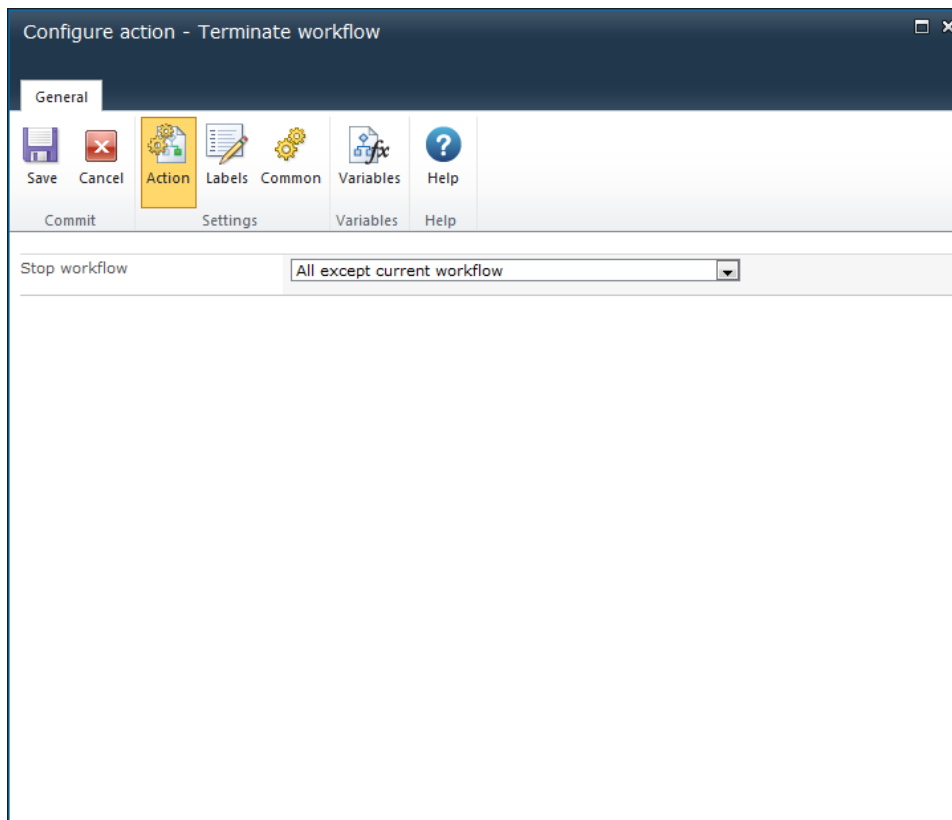 Configure action - Terminate workflow
General
Save Cancel Action Labels Common Variables Help
Commit Settings Variables Help
Stop workflow All except current workflow